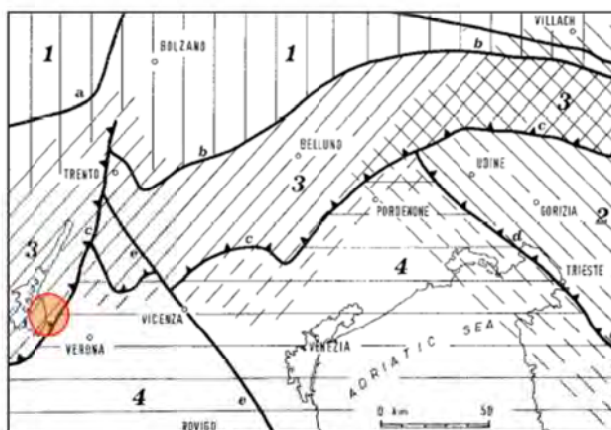 VILLACH
1
BOLZANO
1
b
a
3
BELLUNO
c
b
TRENTO
3
UDINE
PORDENONE
GORIZIA
2
c
e
c
d
3
4
TRIESTE
VICENZA
VENEZIA
ADRIATIC SEA
VERONA
4
e
0 km 50
ROVIGO